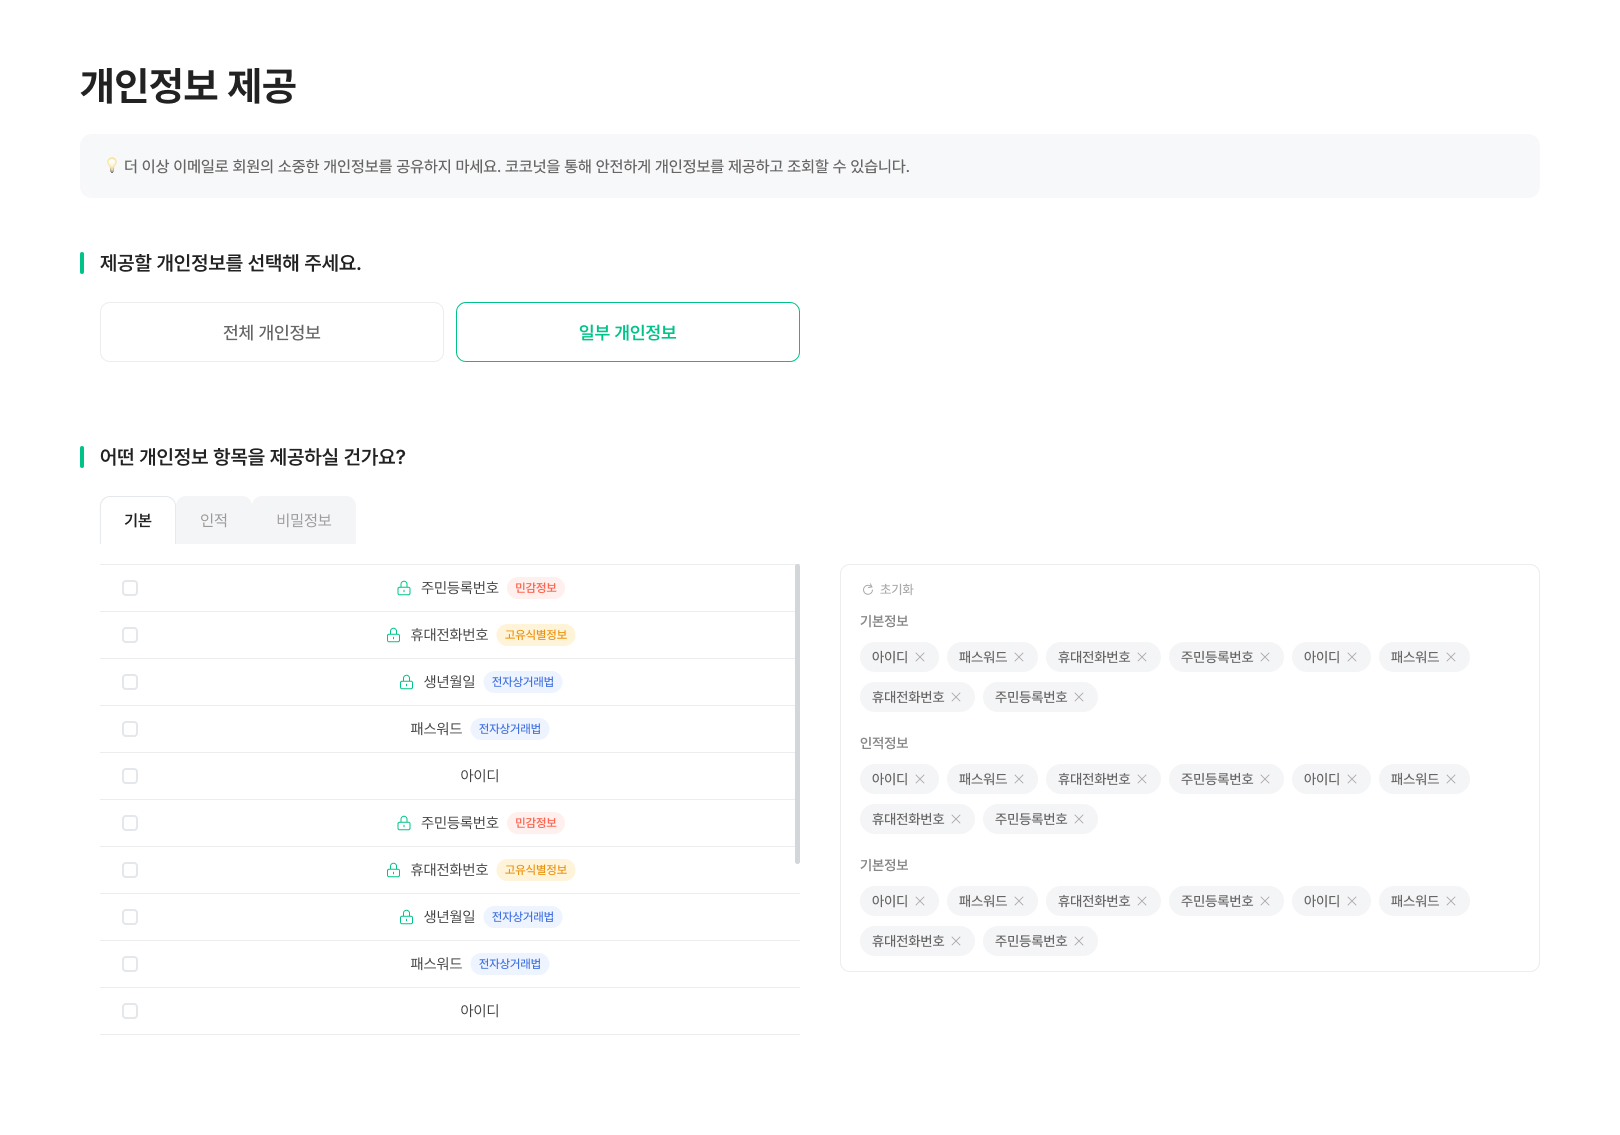 개인정보 제공
더 이상 이메일로 회원의 소중한 개인정보를 공유하지 마세요. 코코넛을 통해 안전하게 개인정보를 제공하고 조회할 수 있습니다.
제공할 개인정보를 선택해 주세요.
전체 개인정보 일부 개인정보
어떤 개인정보 항목을 제공하실 건가요?
기본 인적 비밀정보
주민등록번호 민감정보
휴대전화번호 고유식별정보
생년월일 전자상거래법
패스워드 전자상거래법
아이디
주민등록번호 민감정보
휴대전화번호 고유식별정보
생년월일 전자상거래법
패스워드 전자상거래법
아이디
초기화
기본정보
아이디 패스워드 휴대전화번호 주민등록번호 아이디 패스워드
휴대전화번호 주민등록번호
인적정보
아이디 패스워드 휴대전화번호 주민등록번호 아이디 패스워드
휴대전화번호 주민등록번호
기본정보
아이디 패스워드 휴대전화번호 주민등록번호 아이디 패스워드
휴대전화번호 주민등록번호